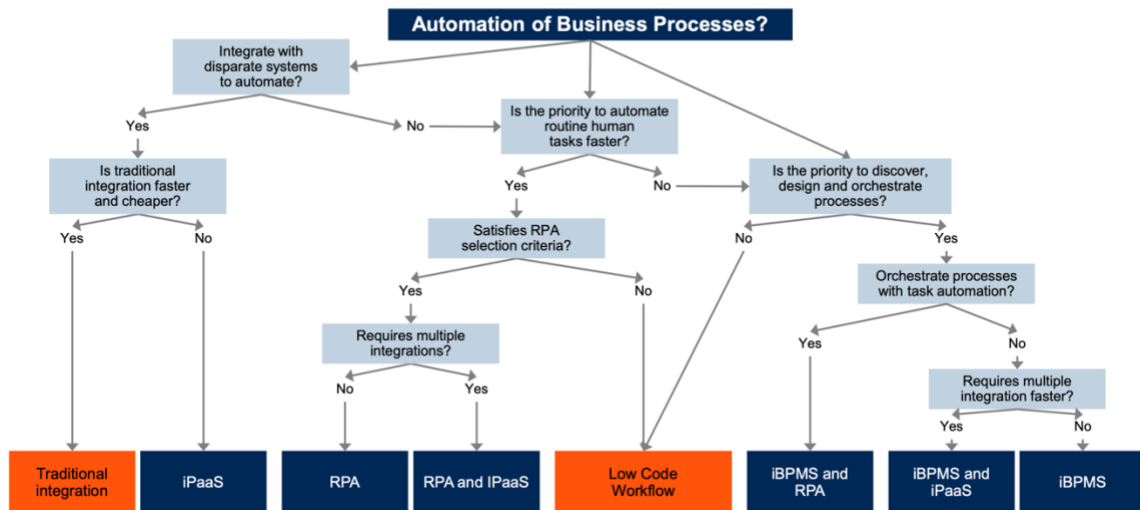 Automation of Business Processes?
Integrate with
disparate systems
to automate?
Is the priority to automate
routine human
tasks faster?
Yes
No
Is traditional
integration faster
and cheaper?
Is the priority to discover,
design and orchestrate
processes?
Yes
No
Yes
No
Satisfies RPA
selection criteria?
No
Yes
Orchestrate processes
with task automation?
Yes
No
Requires multiple
integrations?
Yes
No
Requires multiple
integration faster?
No
Yes
Yes
No
Traditional
integration
iPaaS
RPA
RPA and IPaaS
Low Code
Workflow
iBPMS and
RPA
iBPMS and
iPaaS
iBPMS